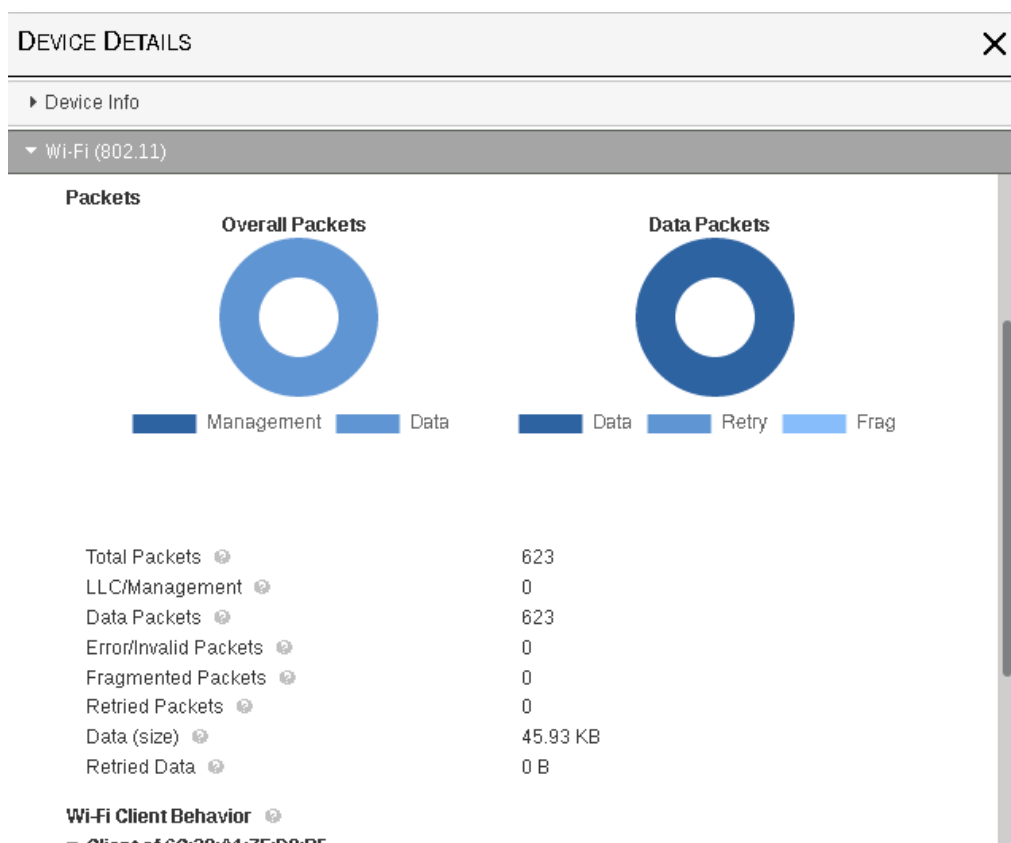 DEVICE DETAILS
Device Info
Wi-Fi (802.11)
Packets
Overall Packets
Data Packets
Management Data
Data Retry Frag
Total Packets 623
LLC/Management 0
Data Packets 623
Error/Invalid Packets 0
Fragmented Packets 0
Retried Packets 0
Data (size) 45.93 KB
Retried Data 0 B
Wi-Fi Client Behavior
Client of